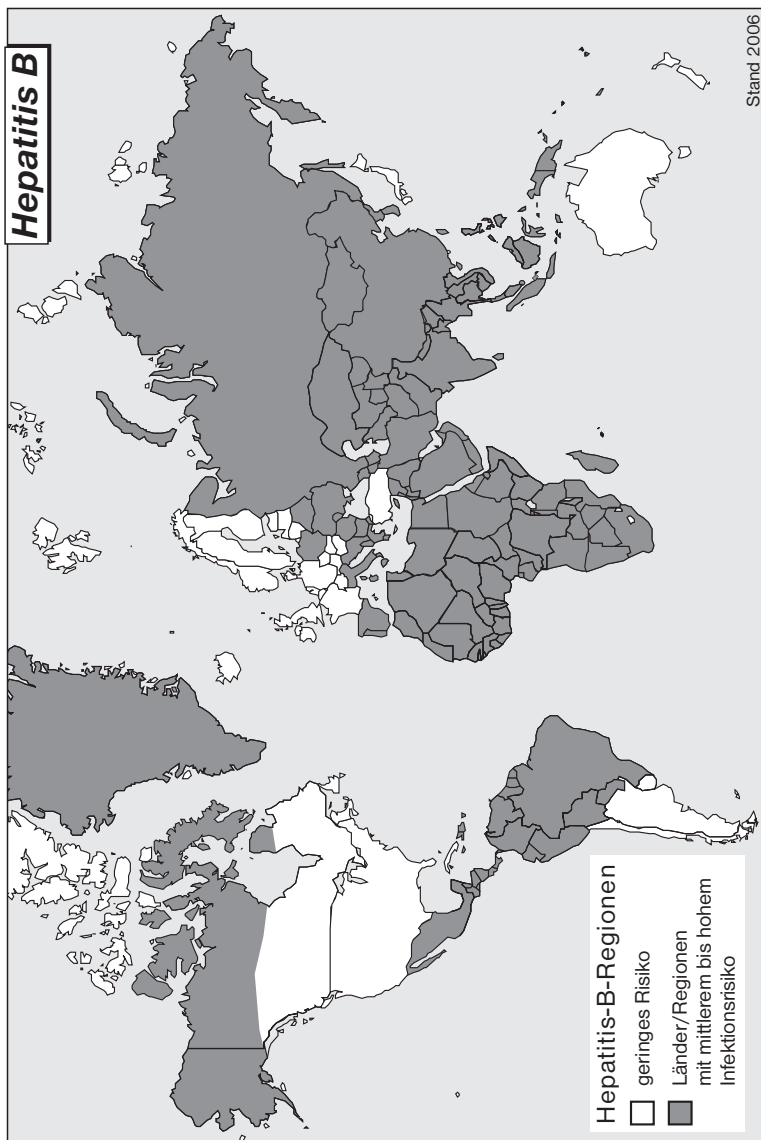 Hepatitis B
Hepatitis-B-Regionen
geringes Risiko
Länder/Regionen
mit mittlerem bis hohem
Infektionsrisiko
Stand 2006